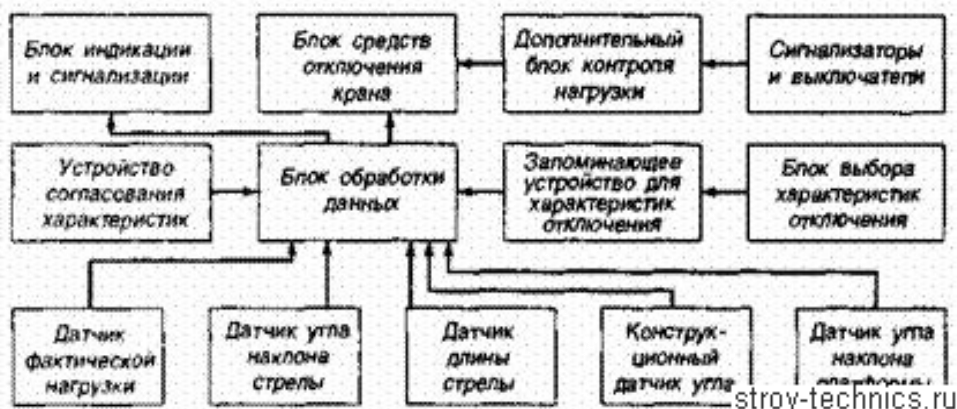 Блок индикации
и сигнализации
Блок средств
отключения
крана
Дополнительный
блок контроля
нагрузки
Сигнализаторы
и выключатели
Устройство
согласования
характеристик
Блок обработки
данных
Запоминающее
устройство для
характеристик
отключения
Блок выбора
характеристик
отключения
Датчик
фактической
нагрузки
Датчик угла
наклона
стрелы
Датчик
длины
стрелы
Конструк-
ционный
датчик угла
Датчик угла
наклона
платформы
stroy-technics.ru